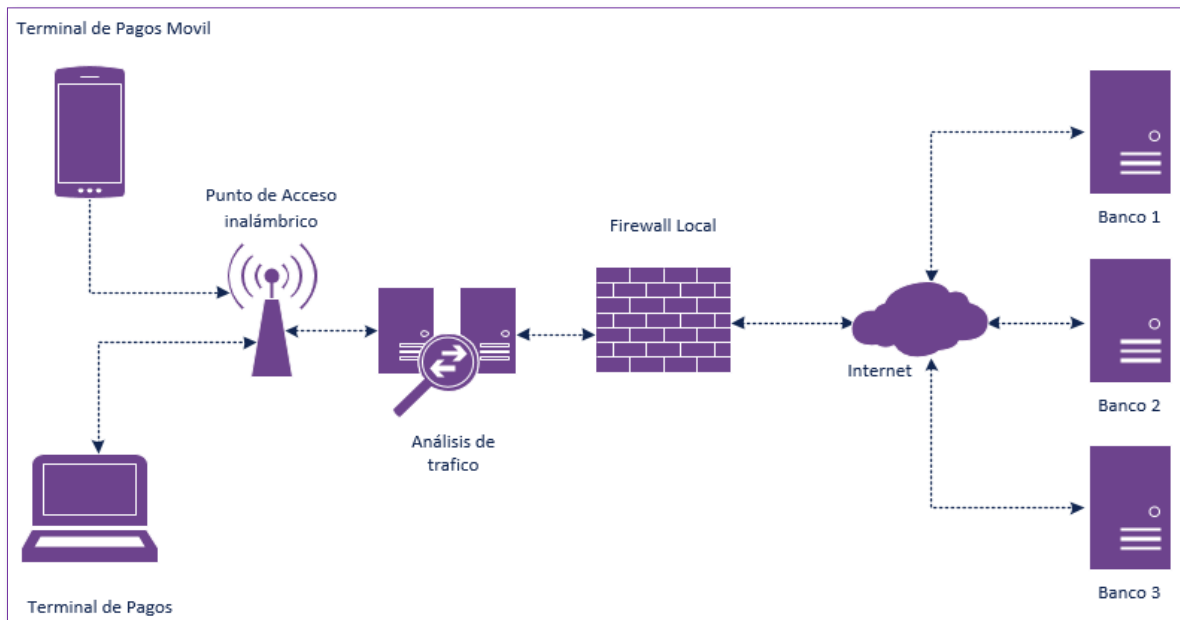 Terminal de Pagos Movil
Punto de Acceso
inalámbrico
Firewall Local
Banco 1
Internet
Banco 2
Análisis de
trafico
Banco 3
Terminal de Pagos